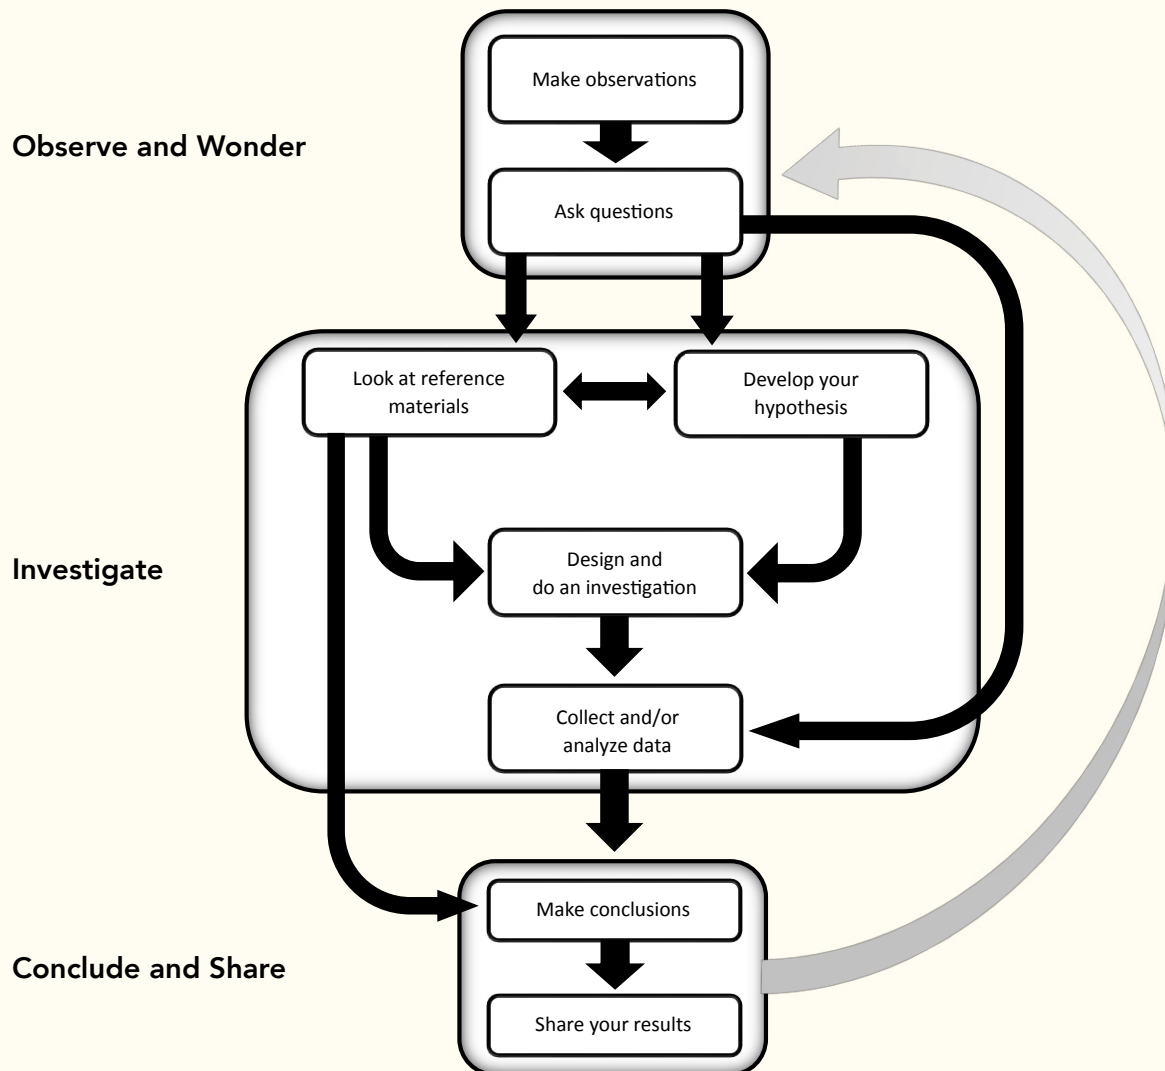 Make observations
Observe and Wonder
Ask questions
Look at reference
materials
Develop your
hypothesis
Investigate
Design and
do an investigation
Collect and/or
analyze data
Make conclusions
Conclude and Share
Share your results